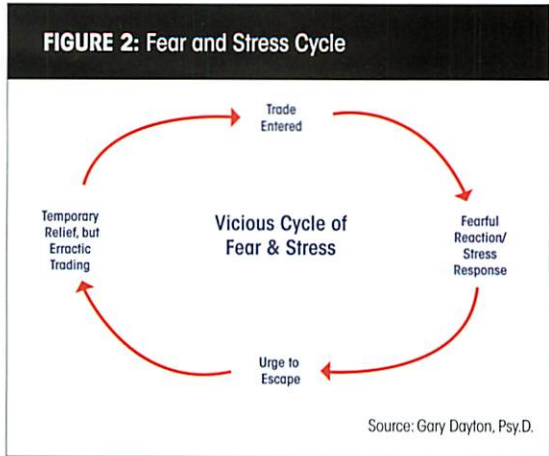 FIGURE 2: Fear and Stress Cycle
Trade
Entered
Fearful
Reaction/
Stress
Response
Urge to
Escape
Temporary
Relief, but
Erractic
Trading
Vicious Cycle of
Fear & Stress
Source: Gary Dayton, Psy.D.